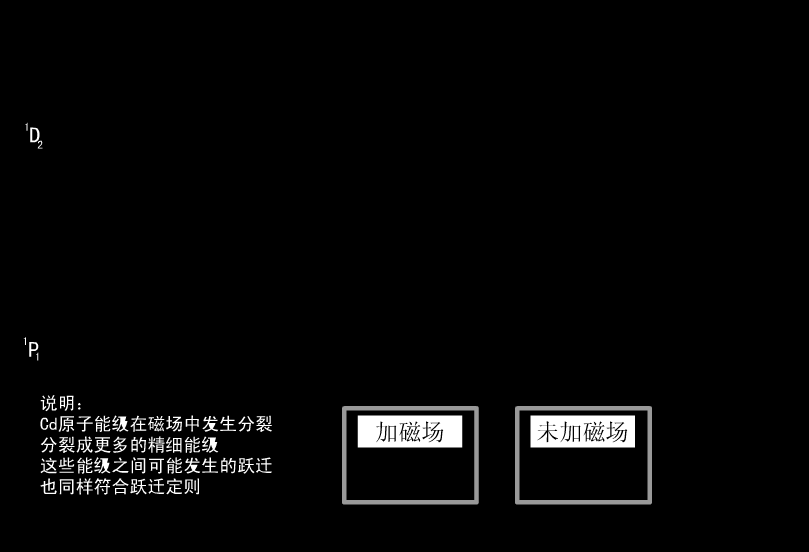 ¹D₂
¹P₁
说明：
Cd原子能级在磁场中发生分裂
分裂成更多的精细能级
这些能级之间可能发生的跃迁
也同样符合跃迁定则
加磁场
未加磁场